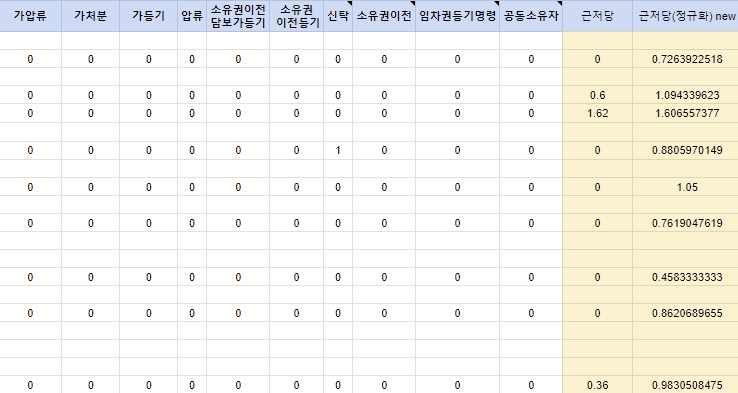 가압류 가처분 가등기 압류 소유권이전 담보가등기 소유권 이전등기 신탁 소유권이전 임차권등기명령 공동소유자 근저당 근저당(정규화) new
0 0 0 0 0 0 0 0 0 0 0 0.7263922518
0 0 0 0 0 0 0 0 0 0 0.6 1.094339623
0 0 0 0 0 0 0 0 0 0 1.62 1.606557377
0 0 0 0 0 0 1 0 0 0 0 0.8805970149
0 0 0 0 0 0 0 0 0 0 0 1.05
0 0 0 0 0 0 0 0 0 0 0 0.7619047619
0 0 0 0 0 0 0 0 0 0 0 0.4583333333
0 0 0 0 0 0 0 0 0 0 0 0.8620689655
0 0 0 0 0 0 0 0 0 0 0.36 0.9830508475